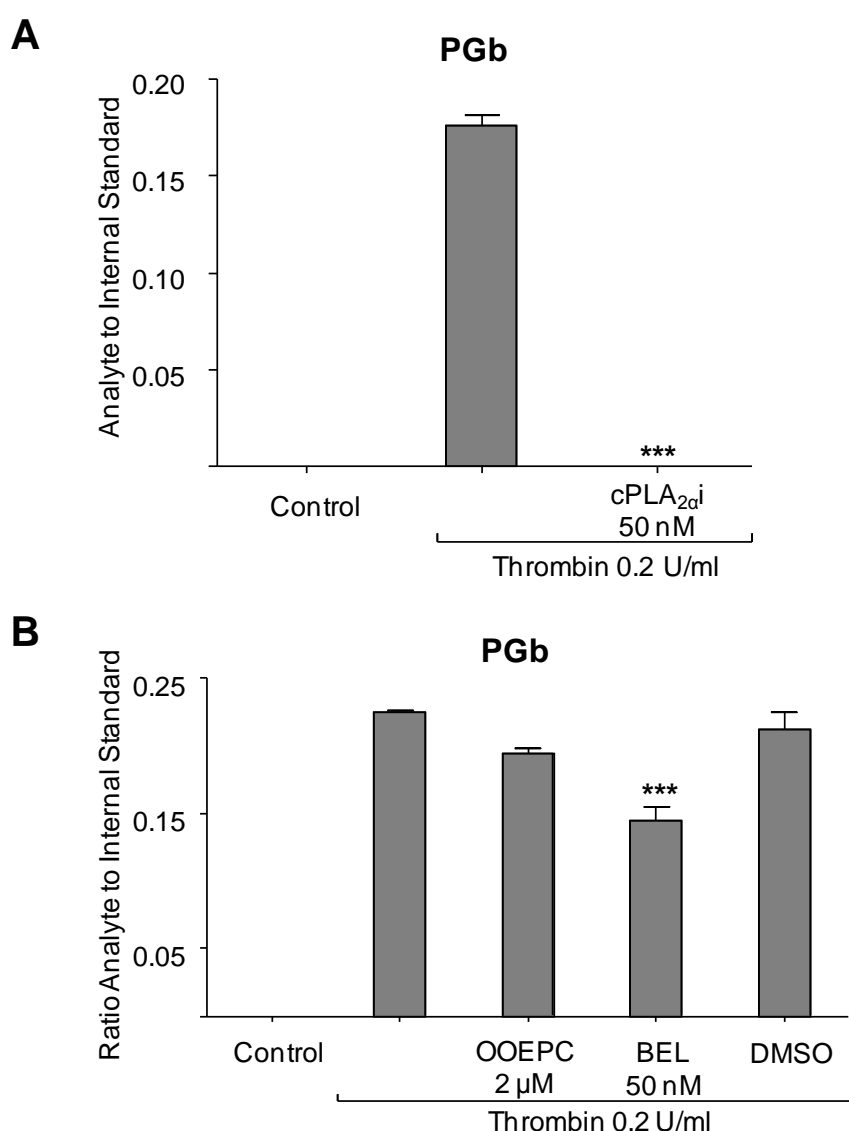 A
PGb
Analyte to Internal Standard
0.20
0.15
0.10
0.05
***
Control
cPLA₂αi
50 nM
Thrombin 0.2 U/ml
B
PGb
Ratio Analyte to Internal Standard
0.25
0.15
0.05
***
Control
OOEPC
BEL
DMSO
2 µM
50 nM
Thrombin 0.2 U/ml